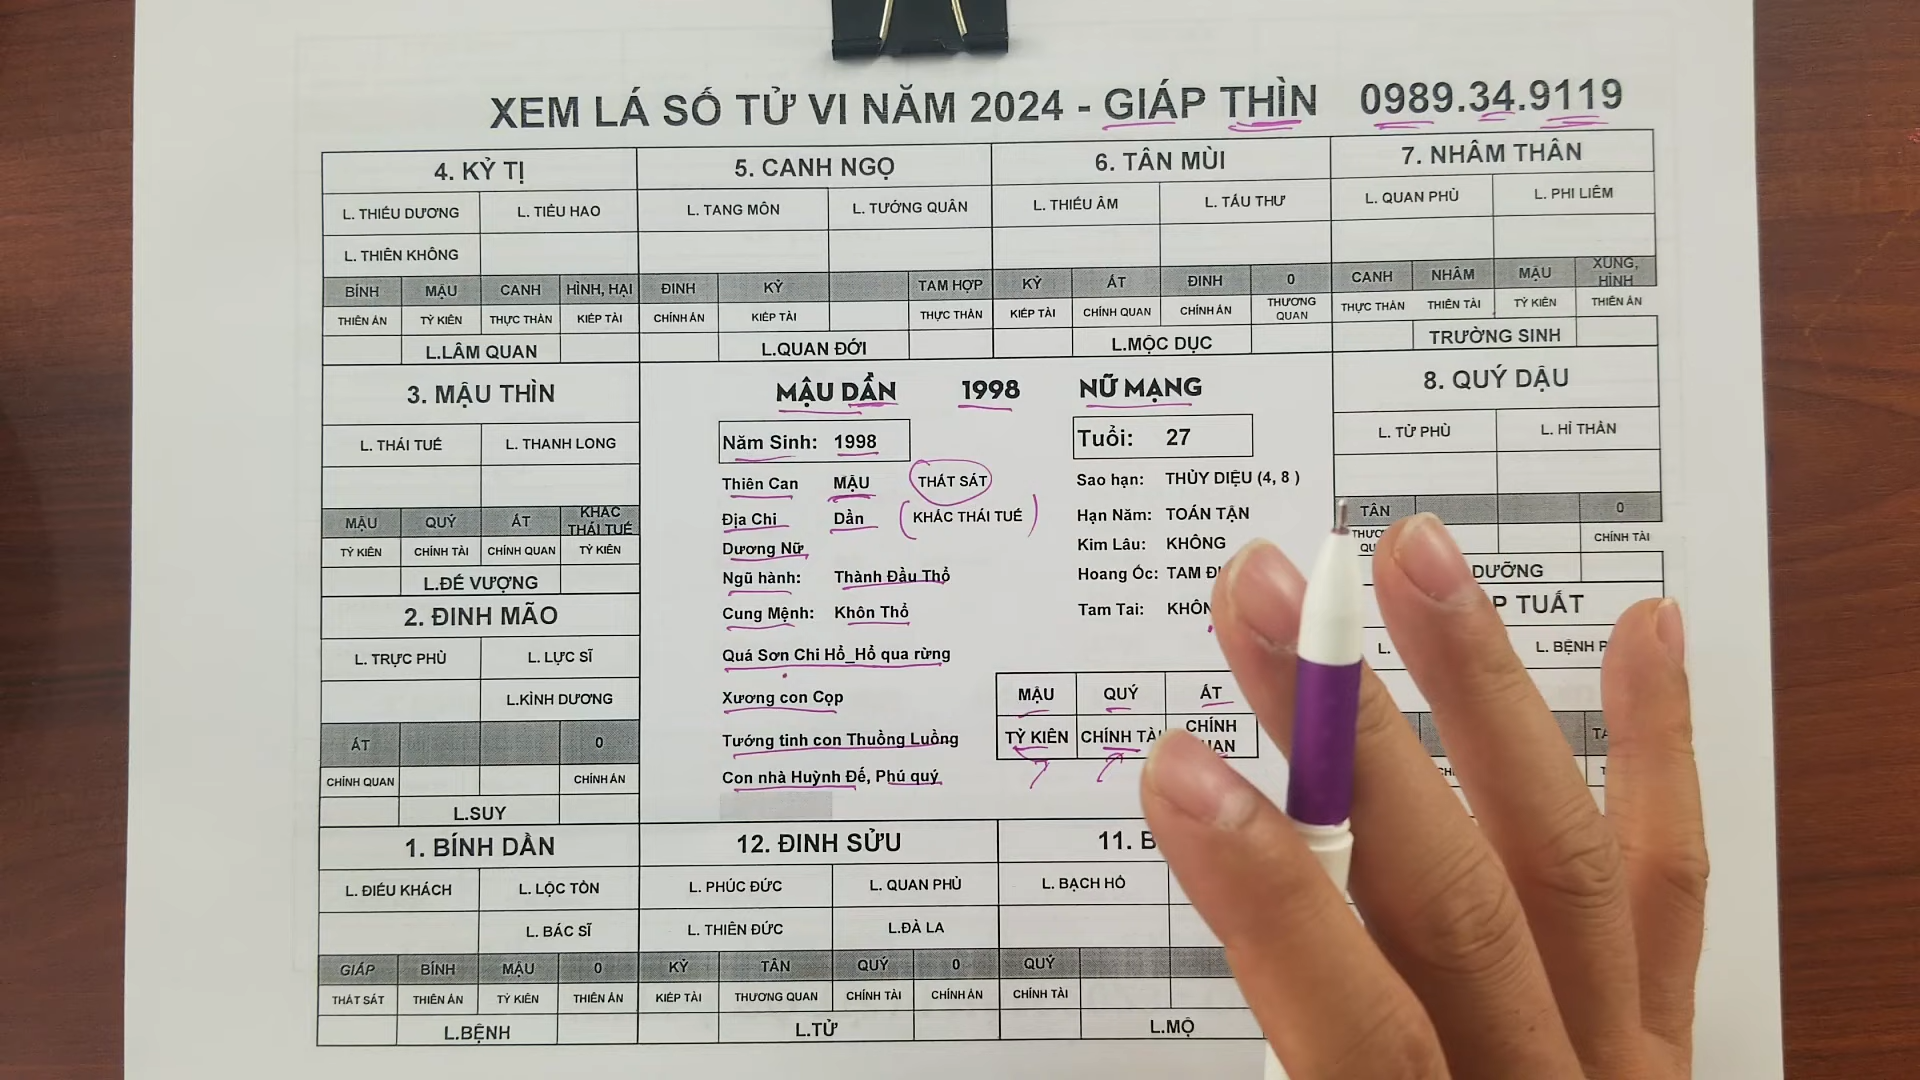 XEM LÁ SỐ TỬ VI NĂM 2024 - GIÁP THÌN 0989.34.9119
4. KỶ TỊ 5. CANH NGỌ 6. TÂN MÙI 7. NHÂM THÂN
L. THIẾU DƯƠNG L. TIỂU HAO L. TANG MÔN L. TƯỚNG QUÂN L. THIẾU ÂM L. TẤU THƯ L. QUAN PHỦ L. PHI LIÊM
L. THIÊN KHÔNG
BÍNH MẬU CANH HÌNH, HẠI ĐINH KỶ TAM HỢP KỶ ẤT ĐINH 0 CANH NHÂM MẬU XUNG, HÌNH
THIÊN ẤN TỶ KIÊN THỰC THẦN KIẾP TÀI CHÍNH ẤN KIẾP TÀI THỰC THẦN KIẾP TÀI CHÍNH QUAN CHÍNH ẤN THƯƠNG QUAN THỰC THẦN THIÊN TÀI TỶ KIÊN THIÊN ẤN
L.LÂM QUAN L.QUAN ĐỚI L.MỘC DỤC TRƯỜNG SINH
3. MẬU THÌN MẬU DẦN 1998 NỮ MẠNG 8. QUÝ DẬU
L. THÁI TUẾ L. THANH LONG Năm Sinh: 1998 Tuổi: 27 L. TỬ PHÙ L. HỈ THẦN
Thiên Can MẬU THẤT SÁT Sao hạn: THỦY DIỆU (4, 8 )
MẬU QUÝ ẤT KHẮC THÁI TUẾ Địa Chi Dần KHẮC THÁI TUẾ Hạn Năm: TOÁN TẬN TÂN 0
TỶ KIÊN CHÍNH TÀI CHÍNH QUAN TỶ KIÊN Dương Nữ Kim Lâu: KHÔNG CHÍNH TÀI
L.ĐẾ VƯỢNG Ngũ hành: Thành Đầu Thổ Hoang Ốc: TAM DƯỠNG
2. ĐINH MÃO Cung Mệnh: Khôn Thổ Tam Tai: TUẤT
L. TRỰC PHÙ L. LỰC SĨ Quá Sơn Chi Hổ_Hổ qua rừng L. BỆNH
L.KÌNH DƯƠNG Xương con Cọp MẬU QUÝ ẤT
ẤT 0 Tướng tinh con Thuồng Luồng TỶ KIÊN CHÍNH TÀI CHÍNH
CHÍNH QUAN CHÍNH ẤN Con nhà Huỳnh Đế, Phú quý
L.SUY
1. BÍNH DẦN 12. ĐINH SỬU 11.
L. ĐIẾU KHÁCH L. LỘC TỒN L. PHÚC ĐỨC L. QUAN PHỦ L. BẠCH HỔ
L. BÁC SĨ L. THIÊN ĐỨC L.ĐÀ LA
GIÁP BÍNH MẬU 0 KỶ TÂN QUÝ 0 QUÝ
THẤT SÁT THIÊN ẤN TỶ KIÊN THIÊN ẤN KIẾP TÀI THƯƠNG QUAN CHÍNH TÀI CHÍNH ẤN CHÍNH TÀI
L.BỆNH L.TỬ L.MỘ